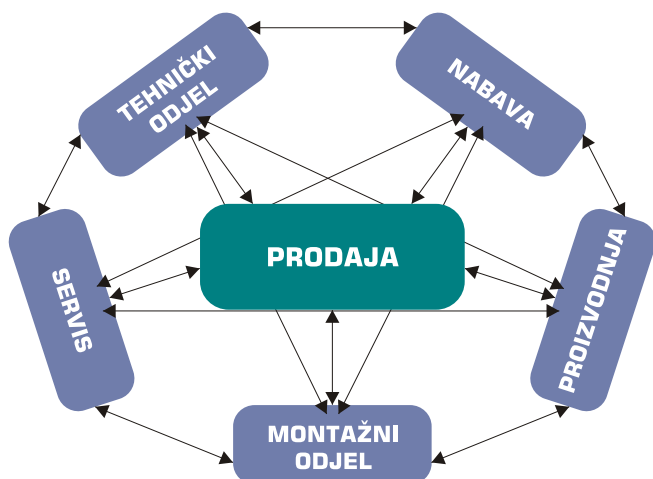 TEHNIČKI
ODJEL
NABAVA
PRODAJA
SERVIS
PROIZVODNJA
MONTAŽNI
ODJEL